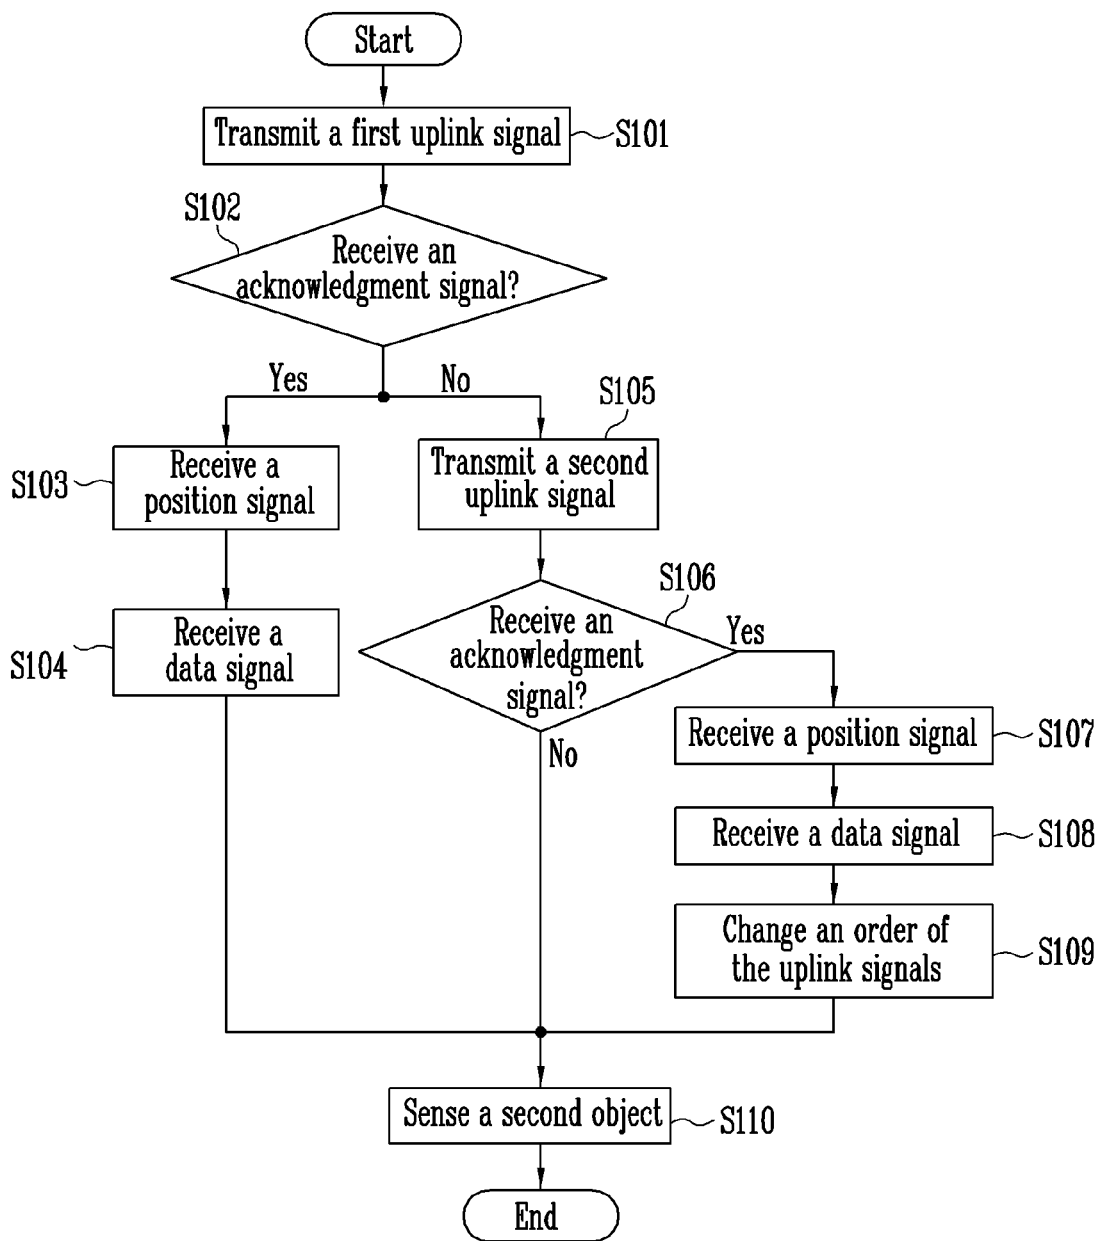 Start
Transmit a first uplink signal
S101
S102
Receive an
acknowledgment signal?
Yes
No
S103
Receive a
position signal
S105
Transmit a second
uplink signal
S104
Receive a
data signal
S106
Receive an
acknowledgment
signal?
Yes
No
Receive a position signal
S107
Receive a data signal
S108
Change an order of
the uplink signals
S109
Sense a second object
S110
End